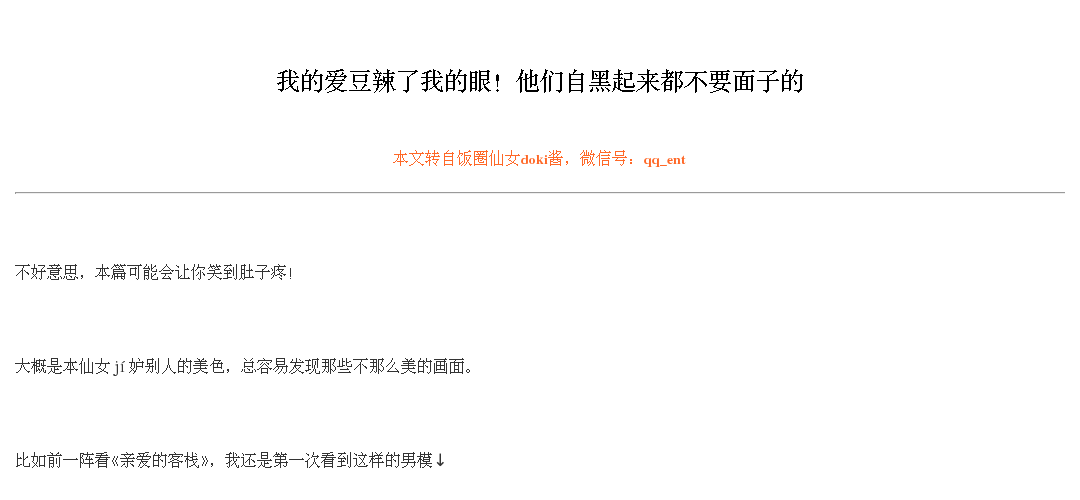 我的爱豆辣了我的眼！他们自黑起来都不要面子的
本文转自饭圈仙女doki酱，微信号：qq_ent
不好意思，本篇可能会让你笑到肚子疼！
大概是本仙女 jí 妒别人的美色，总容易发现那些不那么美的画面。
比如前一阵看《亲爱的客栈》，我还是第一次看到这样的男模↓